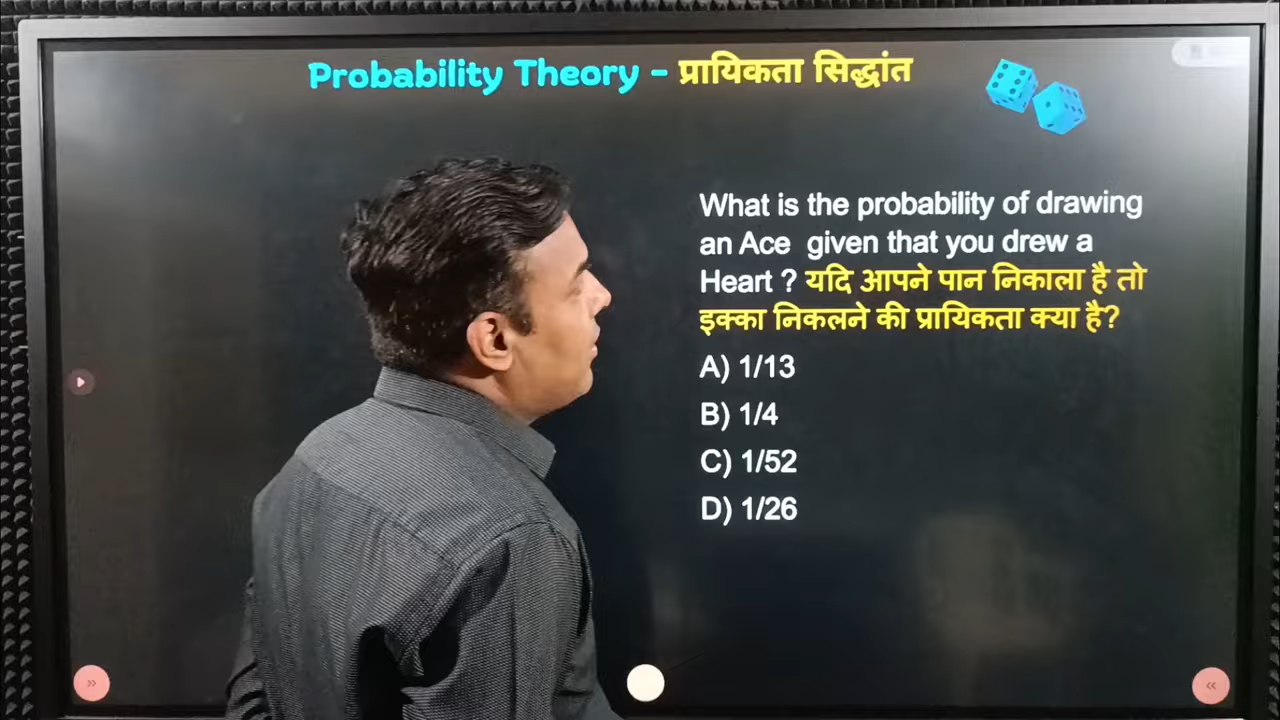 Probability Theory - प्रायिकता सिद्धांत
What is the probability of drawing
an Ace given that you drew a
Heart ? यदि आपने पान निकाला है तो
इक्का निकलने की प्रायिकता क्या है?
A) 1/13
B) 1/4
C) 1/52
D) 1/26